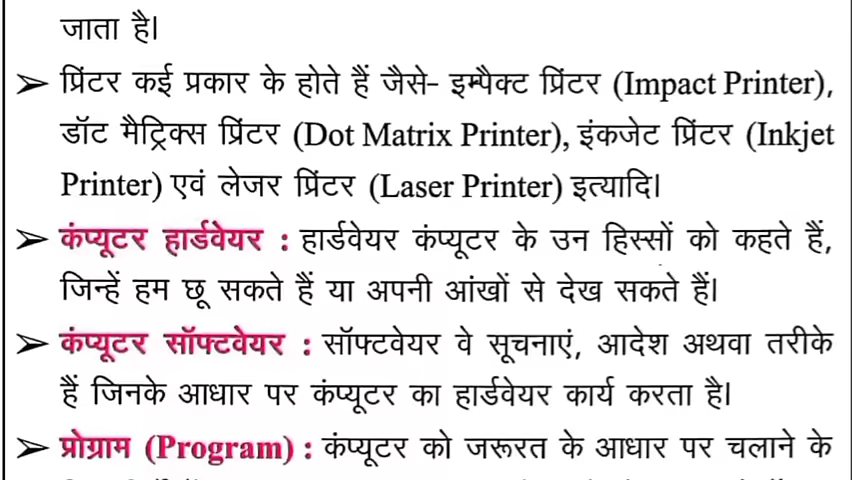 जाता है।
➢ प्रिंटर कई प्रकार के होते हैं जैसे- इम्पैक्ट प्रिंटर (Impact Printer),
डॉट मैट्रिक्स प्रिंटर (Dot Matrix Printer), इंकजेट प्रिंटर (Inkjet
Printer) एवं लेजर प्रिंटर (Laser Printer) इत्यादि।
➢ कंप्यूटर हार्डवेयर : हार्डवेयर कंप्यूटर के उन हिस्सों को कहते हैं,
जिन्हें हम छू सकते हैं या अपनी आंखों से देख सकते हैं।
➢ कंप्यूटर सॉफ्टवेयर : सॉफ्टवेयर वे सूचनाएं, आदेश अथवा तरीके
हैं जिनके आधार पर कंप्यूटर का हार्डवेयर कार्य करता है।
➢ प्रोग्राम (Program) : कंप्यूटर को जरूरत के आधार पर चलाने के